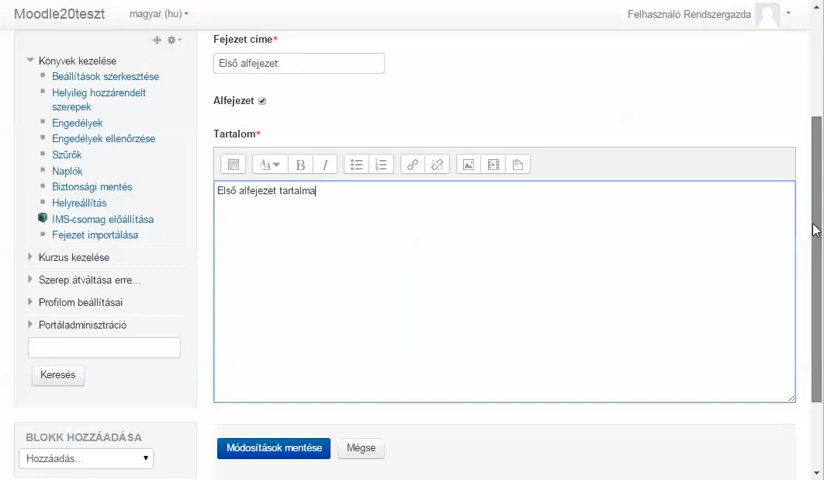 Moodle20teszt magyar (hu) Felhasználó Rendszergazda
Könyvek kezelése
Beállítások szerkesztése
Helyileg hozzárendelt
szerepek
Engedélyek
Engedélyek ellenőrzése
Szűrők
Naplók
Biztonsági mentés
Helyreállítás
IMS-csomag előállítása
Fejezet importálása
Kurzus kezelése
Szerep átváltása erre...
Profilom beállításai
Portáladminisztráció
Keresés
BLOKK HOZZÁADÁSA
Hozzáadás...
Fejezet címe*
Első alfejezet
Alfejezet
Tartalom*
B I
Első alfejezet tartalma
Módosítások mentése Mégse